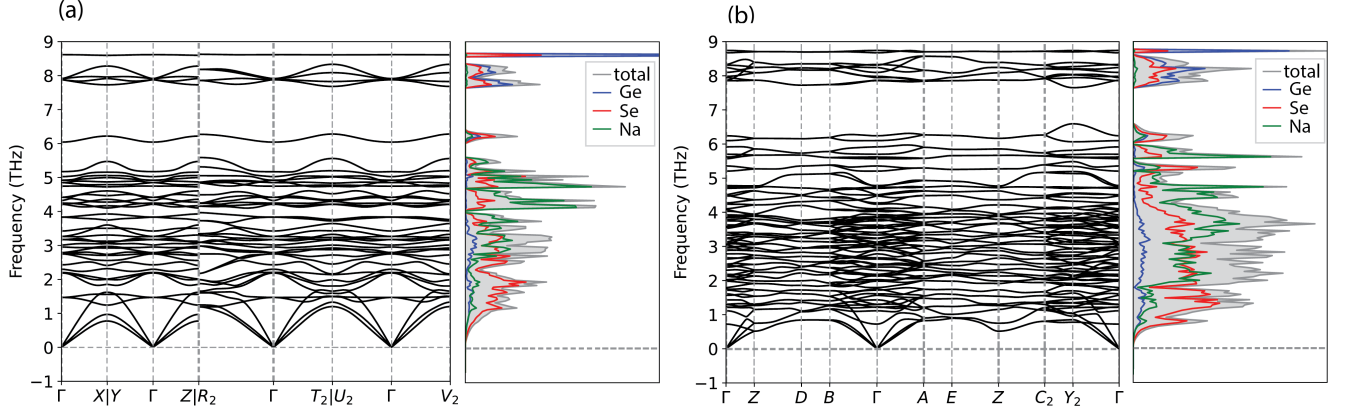 (a)
9
8
7
6
5
4
3
2
1
0
−1
Frequency (THz)
Γ X|Y Γ Z|R₂ Γ T₂|U₂ Γ V₂
total
Ge
Se
Na
(b)
9
8
7
6
5
4
3
2
1
0
−1
Frequency (THz)
Γ Z D B Γ A E Z C₂ Y₂ Γ
total
Ge
Se
Na